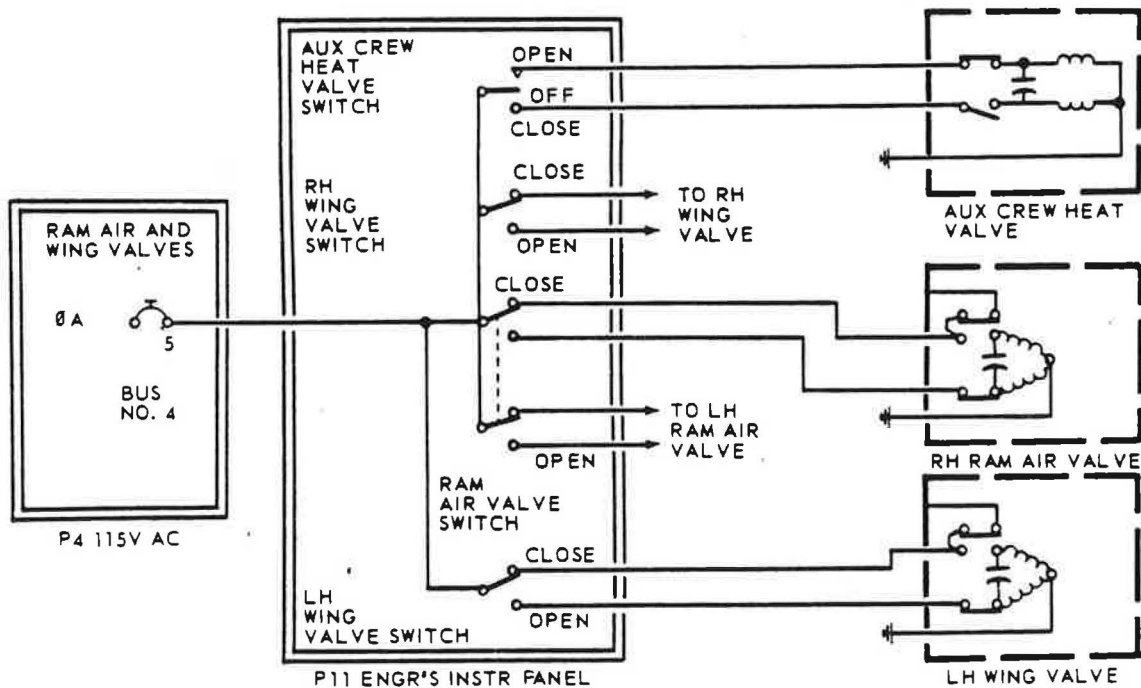 RAM AIR AND
WING VALVES
ØA
5
BUS
NO. 4
P4 115V AC
AUX CREW
HEAT
VALVE
SWITCH
OPEN
OFF
CLOSE
RH
WING
VALVE
SWITCH
CLOSE
OPEN
TO RH
WING
VALVE
CLOSE
TO LH
RAM AIR
VALVE
OPEN
RAM
AIR VALVE
SWITCH
CLOSE
OPEN
LH
WING
VALVE SWITCH
P11 ENGR'S INSTR PANEL
AUX CREW HEAT
VALVE
RH RAM AIR VALVE
LH WING VALVE